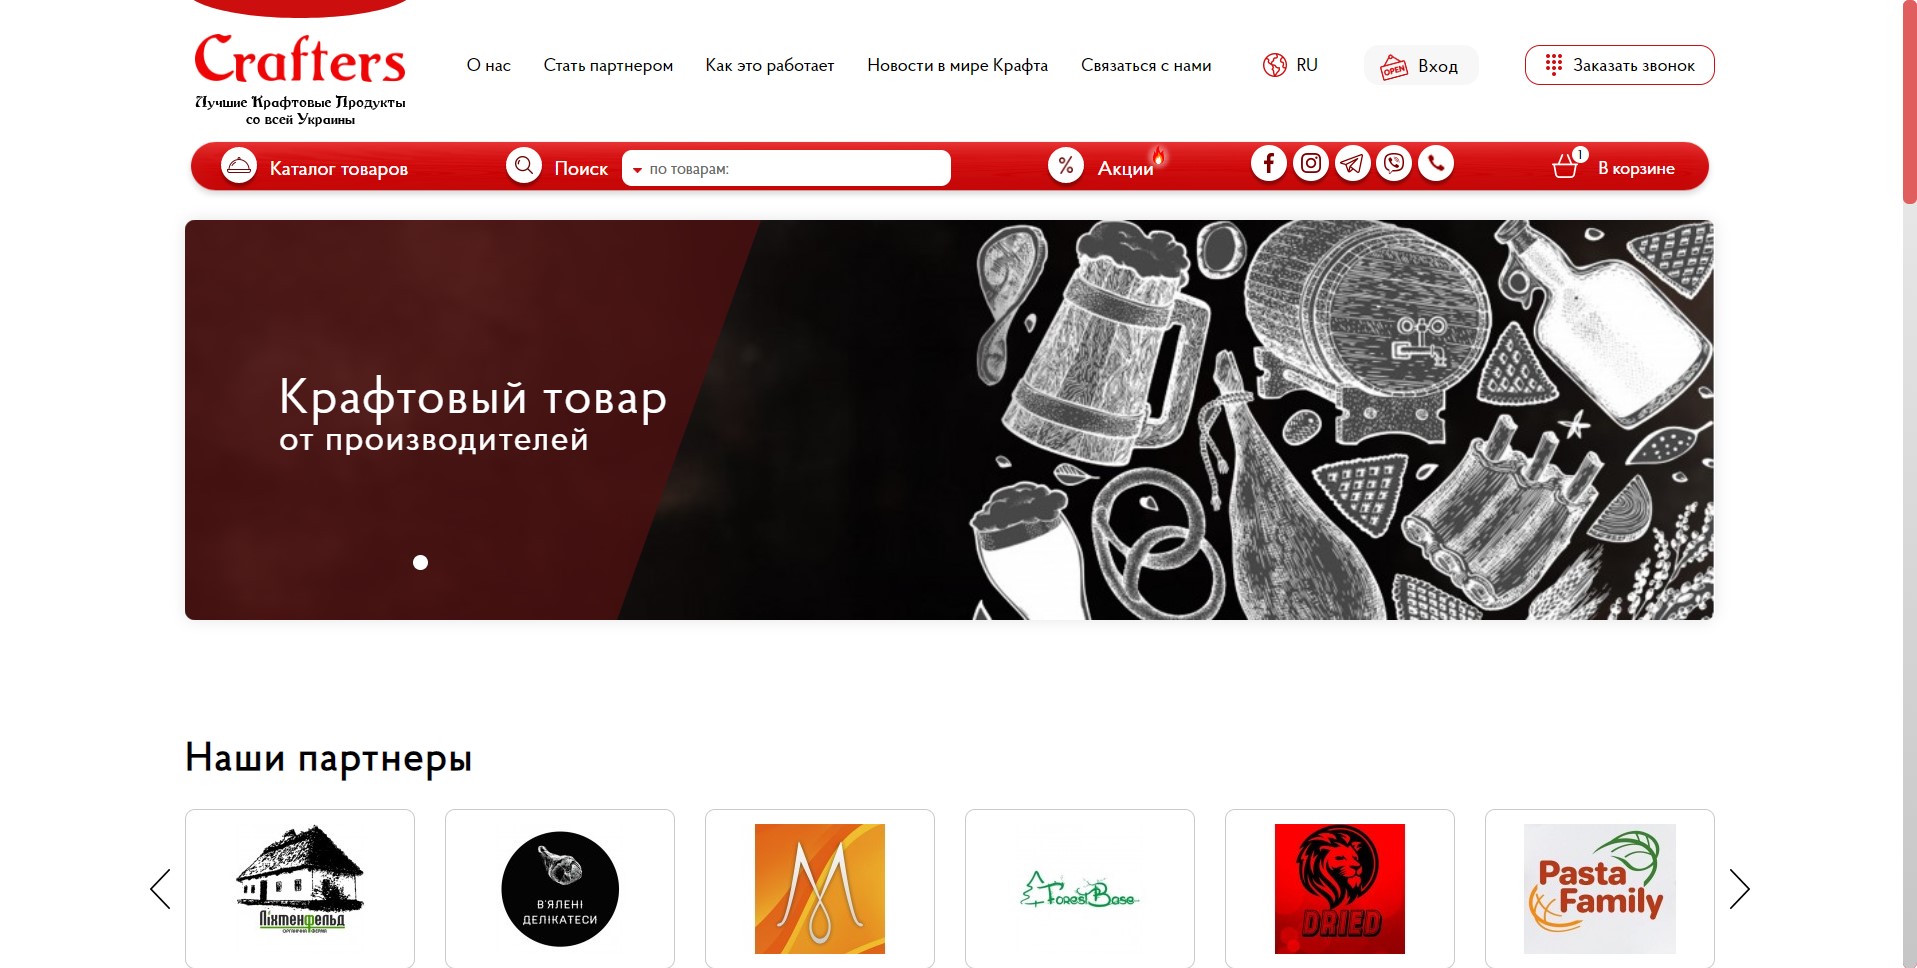 Crafters
Лучшие Крафтовые Продукты
со всей Украины
О нас
Стать партнером
Как это работает
Новости в мире Крафта
Связаться с нами
RU
OPEN
Вход
Заказать звонок
Каталог товаров
Поиск
по товарам:
%
Акции
1
В корзине
Крафтовый товар
от производителей
Наши партнеры
Ліхтенфельд
ОРГАНІЧНА ФЕРМА
В'ЯЛЕНІ
ДЕЛІКАТЕСИ
M
ForestBase
DRIED
Pasta
Family